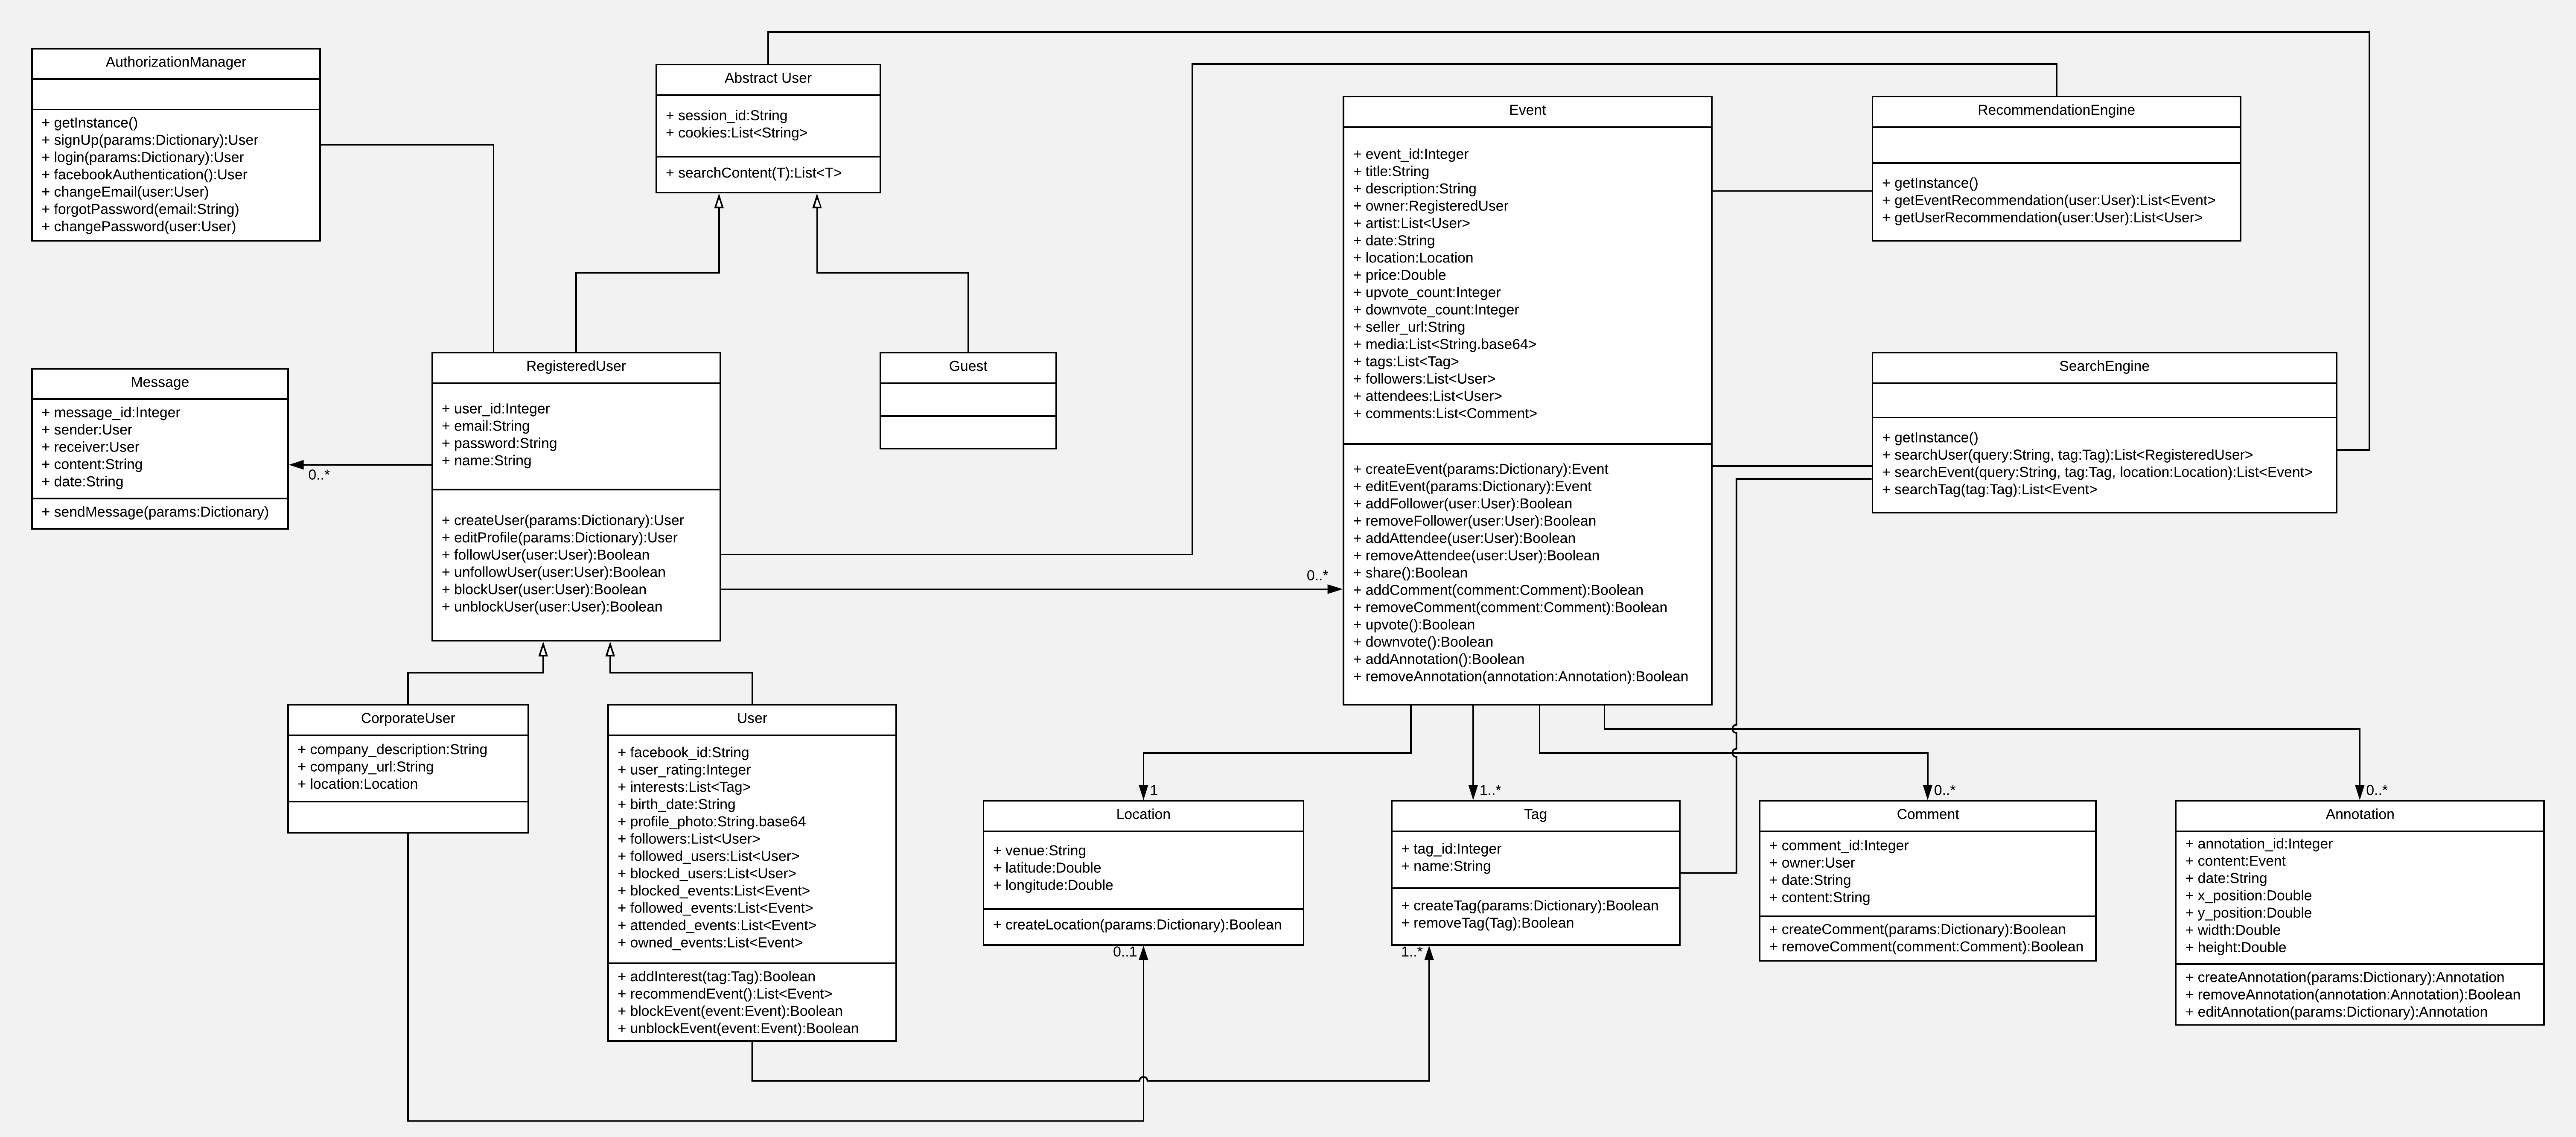 AuthorizationManager
+ getInstance()
+ signUp(params:Dictionary):User
+ login(params:Dictionary):User
+ facebookAuthentication():User
+ changeEmail(user:User)
+ forgotPassword(email:String)
+ changePassword(user:User)
Abstract User
+ session_id:String
+ cookies:List<String>
+ searchContent(T):List<T>
Event
+ event_id:Integer
+ title:String
+ description:String
+ owner:RegisteredUser
+ artist:List<User>
+ date:String
+ location:Location
+ price:Double
+ upvote_count:Integer
+ downvote_count:Integer
+ seller_url:String
+ media:List<String.base64>
+ tags:List<Tag>
+ followers:List<User>
+ attendees:List<User>
+ comments:List<Comment>
+ createEvent(params:Dictionary):Event
+ editEvent(params:Dictionary):Event
+ addFollower(user:User):Boolean
+ removeFollower(user:User):Boolean
+ addAttendee(user:User):Boolean
+ removeAttendee(user:User):Boolean
+ share():Boolean
+ addComment(comment:Comment):Boolean
+ removeComment(comment:Comment):Boolean
+ upvote():Boolean
+ downvote():Boolean
+ addAnnotation():Boolean
+ removeAnnotation(annotation:Annotation):Boolean
RecommendationEngine
+ getInstance()
+ getEventRecommendation(user:User):List<Event>
+ getUserRecommendation(user:User):List<User>
Message
+ message_id:Integer
+ sender:User
+ receiver:User
+ content:String
+ date:String
+ sendMessage(params:Dictionary)
0..*
RegisteredUser
+ user_id:Integer
+ email:String
+ password:String
+ name:String
+ createUser(params:Dictionary):User
+ editProfile(params:Dictionary):User
+ followUser(user:User):Boolean
+ unfollowUser(user:User):Boolean
+ blockUser(user:User):Boolean
+ unblockUser(user:User):Boolean
Guest
0..*
SearchEngine
+ getInstance()
+ searchUser(query:String, tag:Tag):List<RegisteredUser>
+ searchEvent(query:String, tag:Tag, location:Location):List<Event>
+ searchTag(tag:Tag):List<Event>
CorporateUser
+ company_description:String
+ company_url:String
+ location:Location
User
+ facebook_id:String
+ user_rating:Integer
+ interests:List<Tag>
+ birth_date:String
+ profile_photo:String.base64
+ followers:List<User>
+ followed_users:List<User>
+ blocked_users:List<User>
+ blocked_events:List<Event>
+ followed_events:List<Event>
+ attended_events:List<Event>
+ owned_events:List<Event>
+ addInterest(tag:Tag):Boolean
+ recommendEvent():List<Event>
+ blockEvent(event:Event):Boolean
+ unblockEvent(event:Event):Boolean
1
Location
+ venue:String
+ latitude:Double
+ longitude:Double
+ createLocation(params:Dictionary):Boolean
0..1
1..*
Tag
+ tag_id:Integer
+ name:String
+ createTag(params:Dictionary):Boolean
+ removeTag(Tag):Boolean
1..*
0..*
Comment
+ comment_id:Integer
+ owner:User
+ date:String
+ content:String
+ createComment(params:Dictionary):Boolean
+ removeComment(comment:Comment):Boolean
0..*
Annotation
+ annotation_id:Integer
+ content:Event
+ date:String
+ x_position:Double
+ y_position:Double
+ width:Double
+ height:Double
+ createAnnotation(params:Dictionary):Annotation
+ removeAnnotation(annotation:Annotation):Boolean
+ editAnnotation(params:Dictionary):Annotation